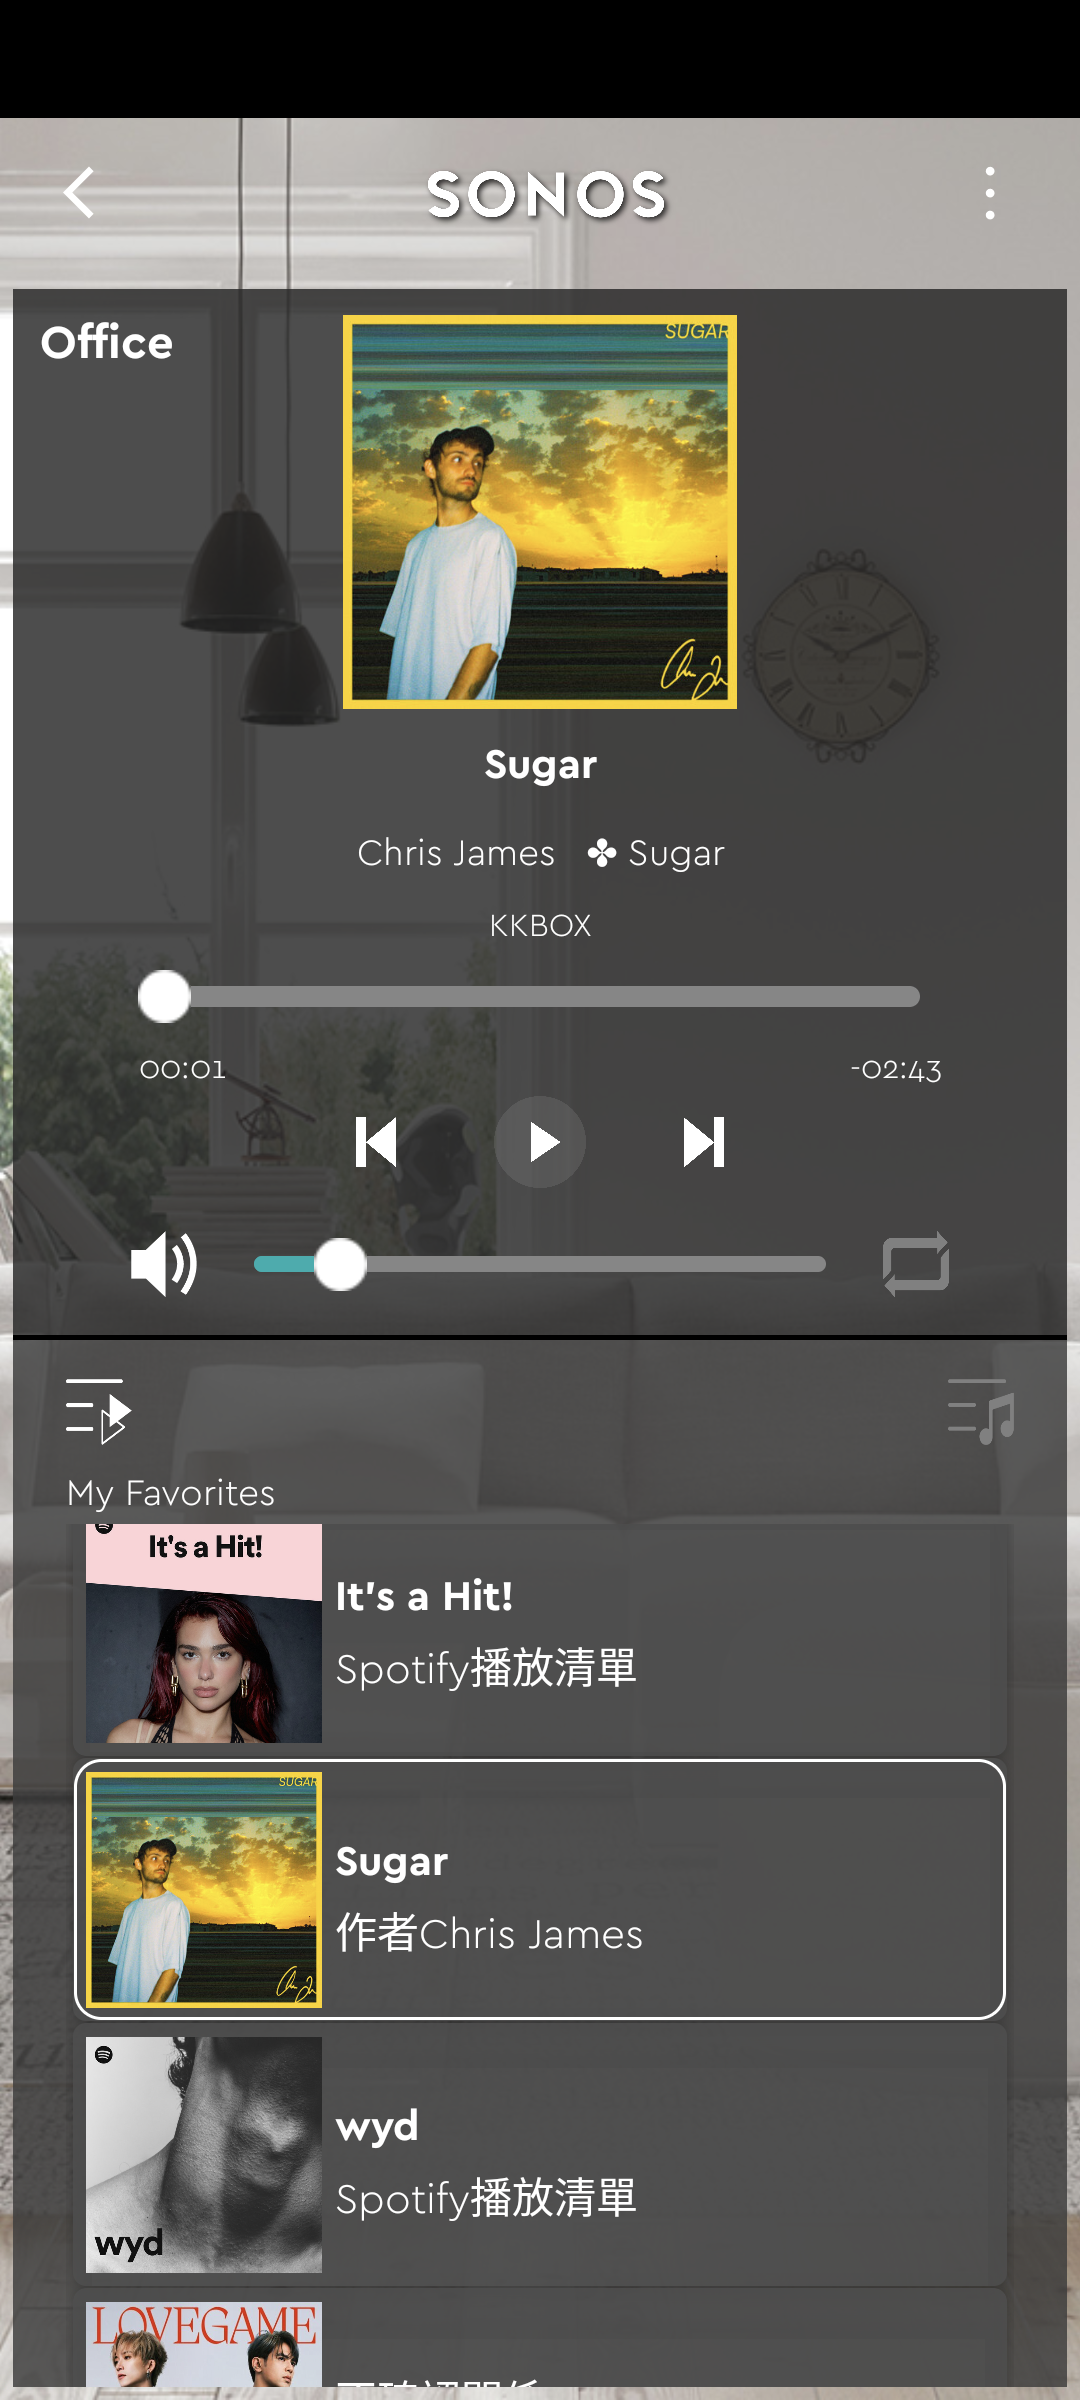 SONOS
Office
SUGAR
Sugar
Chris James ✤ Sugar
KKBOX
00:01
-02:43
My Favorites
It's a Hit!
It's a Hit!
Spotify播放清單
SUGAR
Sugar
作者Chris James
wyd
Spotify播放清單
wyd
LOVEGAME